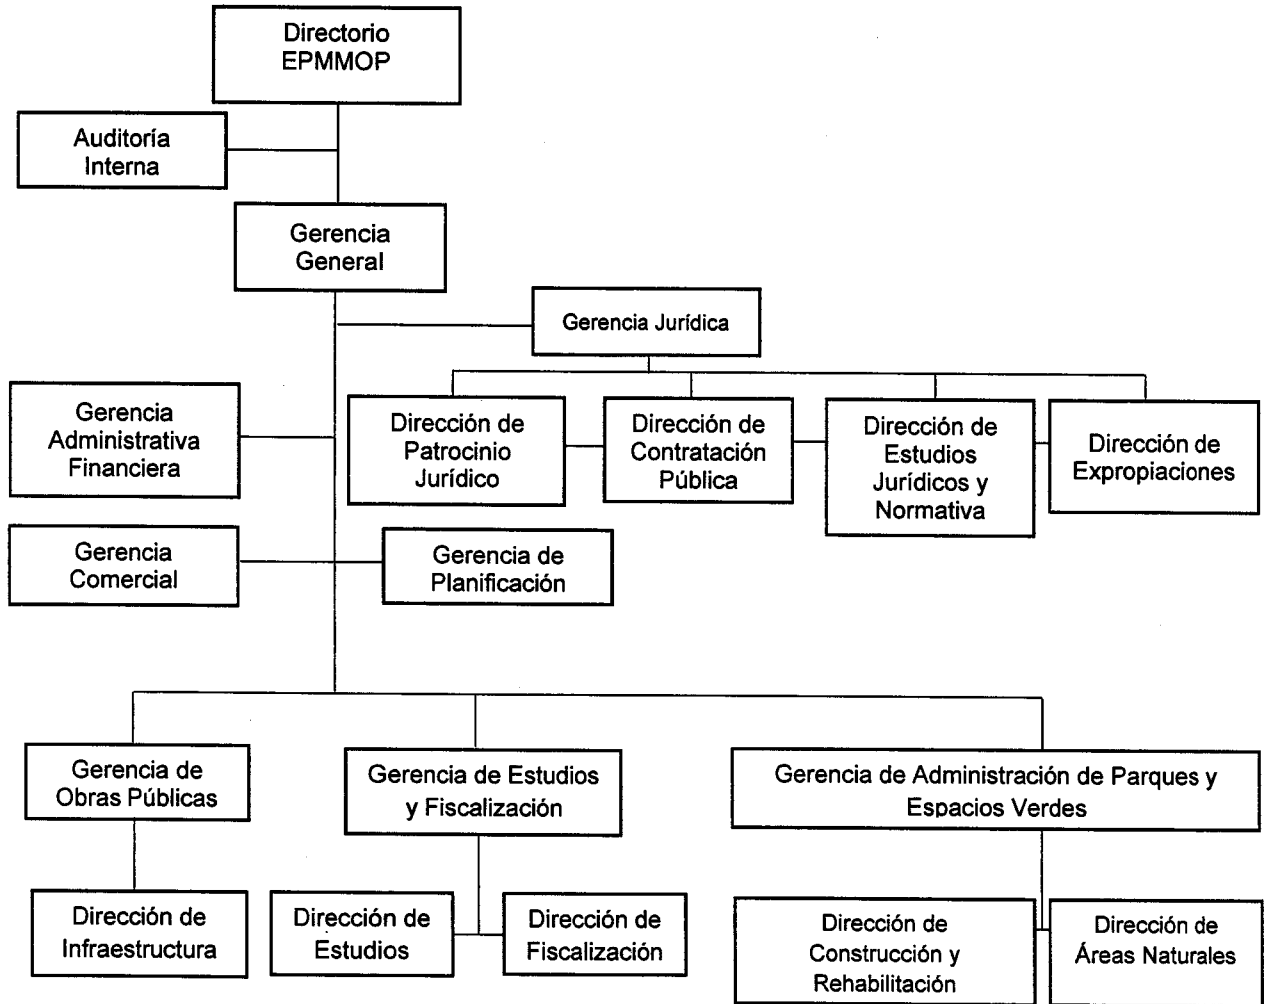 Directorio
EPMMOP
Auditoría
Interna
Gerencia
General
Gerencia Jurídica
Gerencia
Administrativa
Financiera
Dirección de
Patrocinio
Jurídico
Dirección de
Contratación
Pública
Dirección de
Estudios
Jurídicos y
Normativa
Dirección de
Expropiaciones
Gerencia
Comercial
Gerencia de
Planificación
Gerencia de
Obras Públicas
Gerencia de Estudios
y Fiscalización
Gerencia de Administración de Parques y
Espacios Verdes
Dirección de
Infraestructura
Dirección de
Estudios
Dirección de
Fiscalización
Dirección de
Construcción y
Rehabilitación
Dirección de
Áreas Naturales